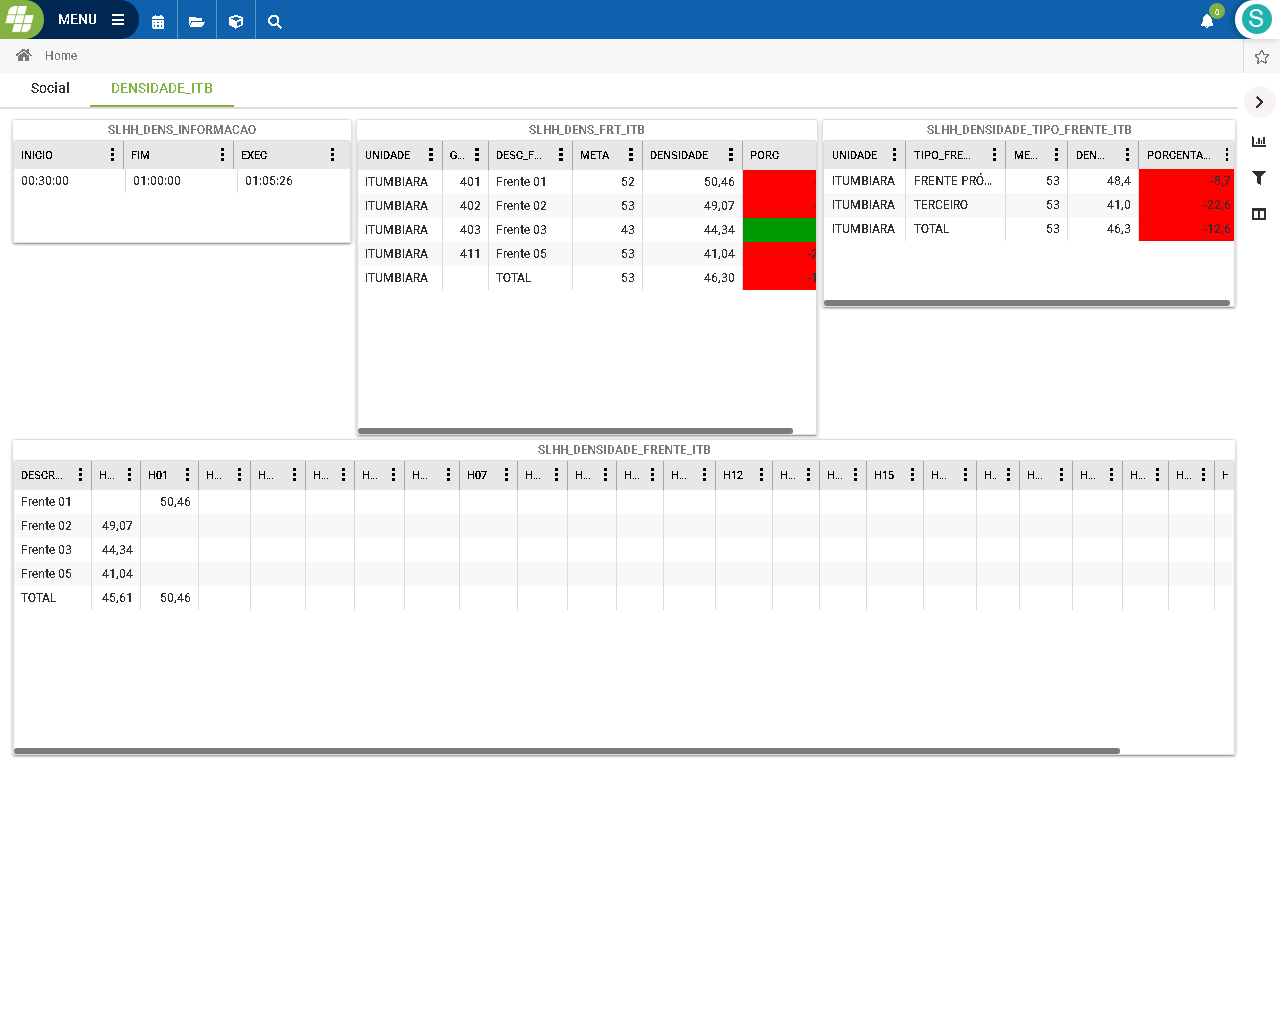 MENU
0
S
Home
Social DENSIDADE_ITB
SLHH_DENS_INFORMACAO
INICIO FIM EXEC
00:30:00 01:00:00 01:05:26
SLHH_DENS_FRT_ITB
UNIDADE G... DESC_F... META DENSIDADE PORC
ITUMBIARA 401 Frente 01 52 50,46
ITUMBIARA 402 Frente 02 53 49,07
ITUMBIARA 403 Frente 03 43 44,34
ITUMBIARA 411 Frente 05 53 41,04
ITUMBIARA TOTAL 53 46,30
SLHH_DENSIDADE_TIPO_FRENTE_ITB
UNIDADE TIPO_FRE... ME... DEN... PORCENTA...
ITUMBIARA FRENTE PRÓ... 53 48,4 -8,7
ITUMBIARA TERCEIRO 53 41,0 -22,6
ITUMBIARA TOTAL 53 46,3 -12,6
SLHH_DENSIDADE_FRENTE_ITB
DESCR... H... H01 H... H... H... H... H... H07 H... H... H... H... H12 H... H... H15 H... H.. H... H... H... H... H
Frente 01 50,46
Frente 02 49,07
Frente 03 44,34
Frente 05 41,04
TOTAL 45,61 50,46